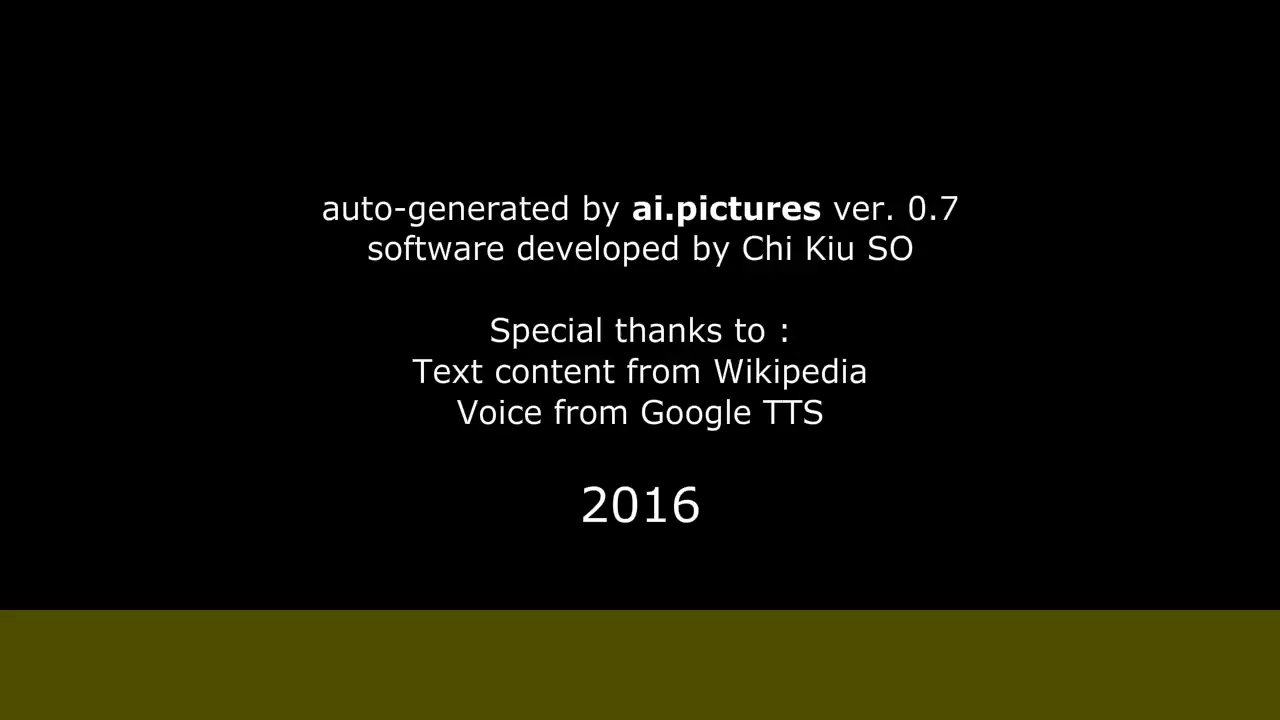 auto-generated by ai.pictures ver. 0.7
software developed by Chi Kiu SO
Special thanks to :
Text content from Wikipedia
Voice from Google TTS
2016